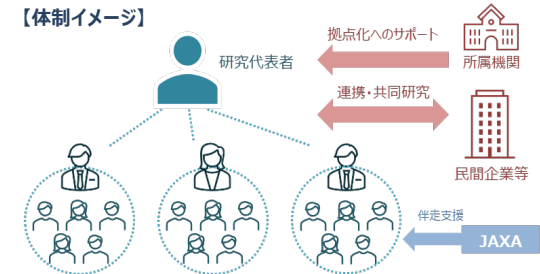 【体制イメージ】
研究代表者
拠点化へのサポート
所属機関
連携・共同研究
民間企業等
伴走支援
JAXA